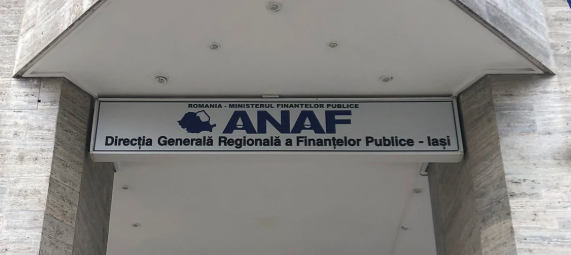 ROMANIA - MINISTERUL FINANTELOR PUBLICE
ANAF
Direcția Generală Regională a Finanțelor Publice - Iași